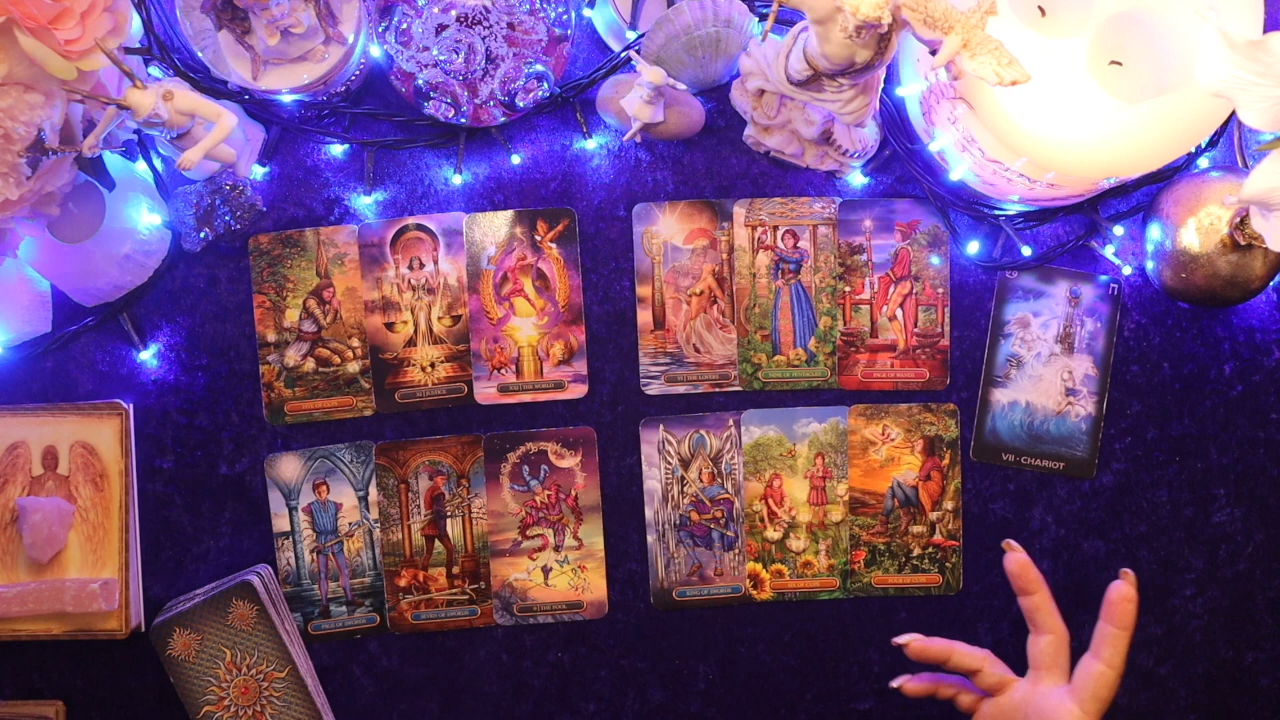 XI | JUSTICE
XXI | THE WORLD
VI | THE LOVERS
NINE OF PENTACLES
PAGE OF WANDS
VII · CHARIOT
PAGE OF SWORDS
SEVEN OF SWORDS
0 | THE FOOL
KING OF SWORDS
SIX OF CUPS
FOUR OF CUPS